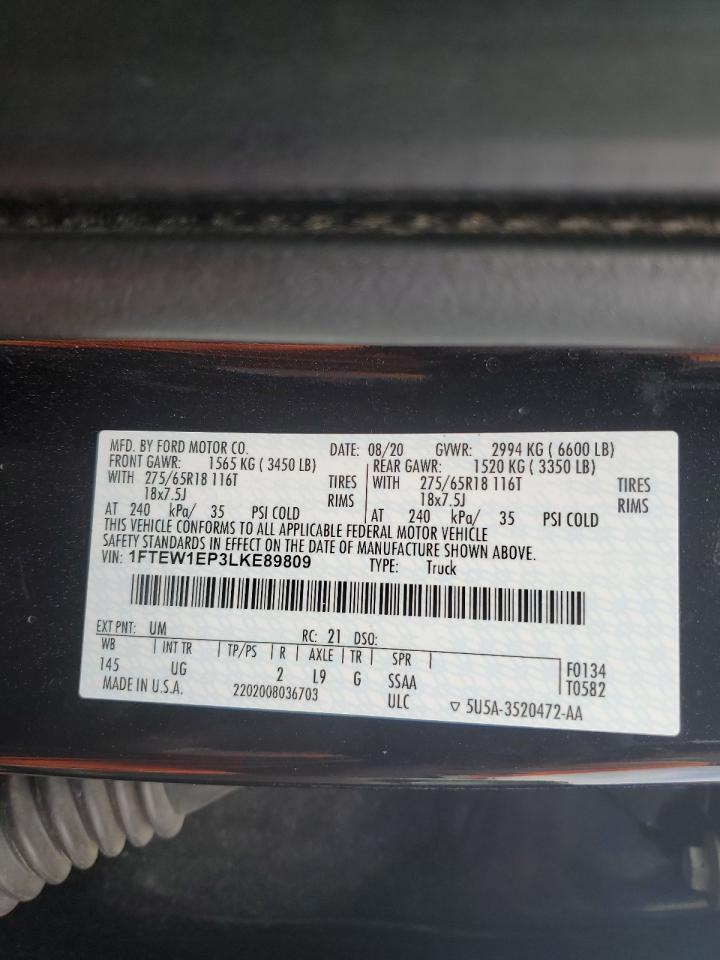 MFD. BY FORD MOTOR CO. DATE: 08/20 GVWR: 2994 KG ( 6600 LB)
FRONT GAWR: 1565 KG ( 3450 LB) REAR GAWR: 1520 KG ( 3350 LB)
WITH 275/65R18 116T TIRES WITH 275/65R18 116T TIRES
18x7.5J RIMS 18x7.5J RIMS
AT 240 kPa/ 35 PSI COLD AT 240 kPa/ 35 PSI COLD
THIS VEHICLE CONFORMS TO ALL APPLICABLE FEDERAL MOTOR VEHICLE
SAFETY STANDARDS IN EFFECT ON THE DATE OF MANUFACTURE SHOWN ABOVE.
VIN: 1FTEW1EP3LKE89809 TYPE: Truck
EXT PNT: UM RC: 21 DSO:
WB INT TR TP/PS R AXLE TR SPR F0134
145 UG 2 L9 G SSAA T0582
MADE IN U.S.A. 2202008036703 ULC ▽ 5U5A-3520472-AA